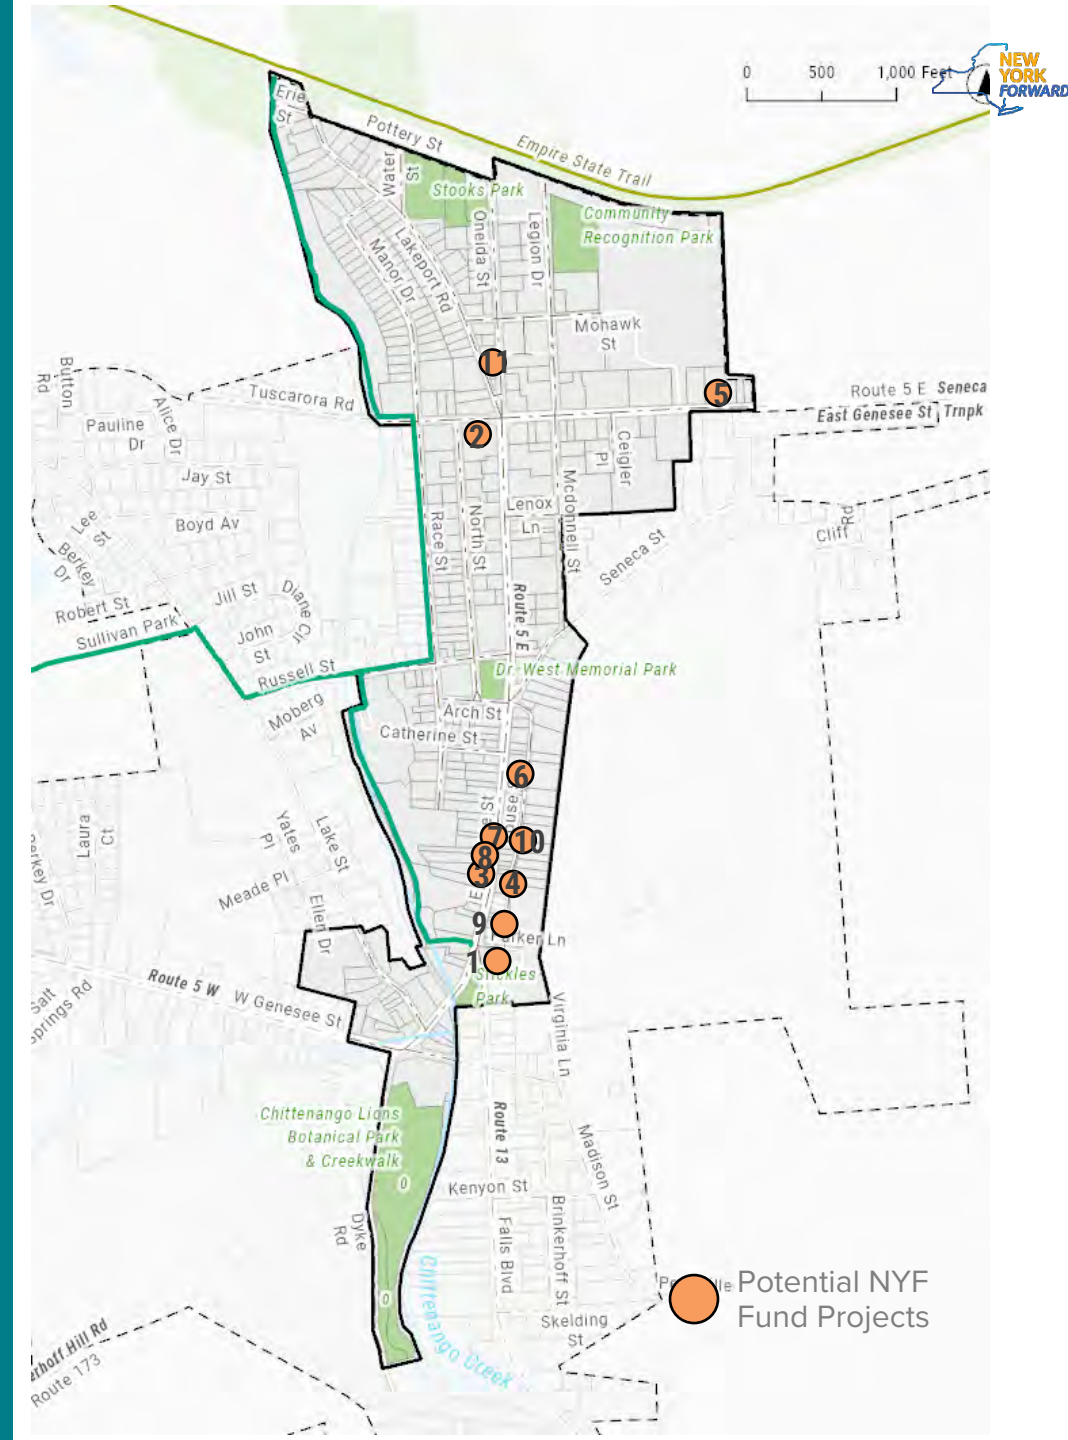 0 500 1,000 Feet
NEW
YORK
FORWARD
Erie
St
Pottery St
Empire State Trail
Water
St
Stooks Park
Oneida St
Legion Dr
Community
Recognition Park
Lakeport Rd
Manor Dr
Mohawk
St
11
5
Button
Rd
Tuscarora Rd
Route 5 E Seneca
East Genesee St Trnpk
Alice Dr
Pauline
Dr
2
Ceigler
Pl
Jay St
Mcdonnell St
Lenox
Ln
Lee
St
Boyd Av
Race St
North St
Cliff
Rd
Seneca St
Berkey
Dr
Jill St
Diane Cir
Route 5 E
Robert St
Sullivan Park
John
St
Russell St
Dr. West Memorial Park
Moberg
Av
Arch St
Catherine St
6
Laura
Ct
Yates
Pl
Lake St
St
7
10
8
3
4
Meade Pl
Ellen Dr
9
Parker Ln
1
Stickles
Park
Route 5 W
W Genesee St
Salt
Springs Rd
Virginia Ln
Route 13
Chittenango Lions
Botanical Park
& Creekwalk
0
Madison St
Kenyon St
Dyke
Rd
Falls Blvd
Brinkerhoff St
Chittenango Creek
0
Skelding
St
Potential NYF
Fund Projects
Route 173